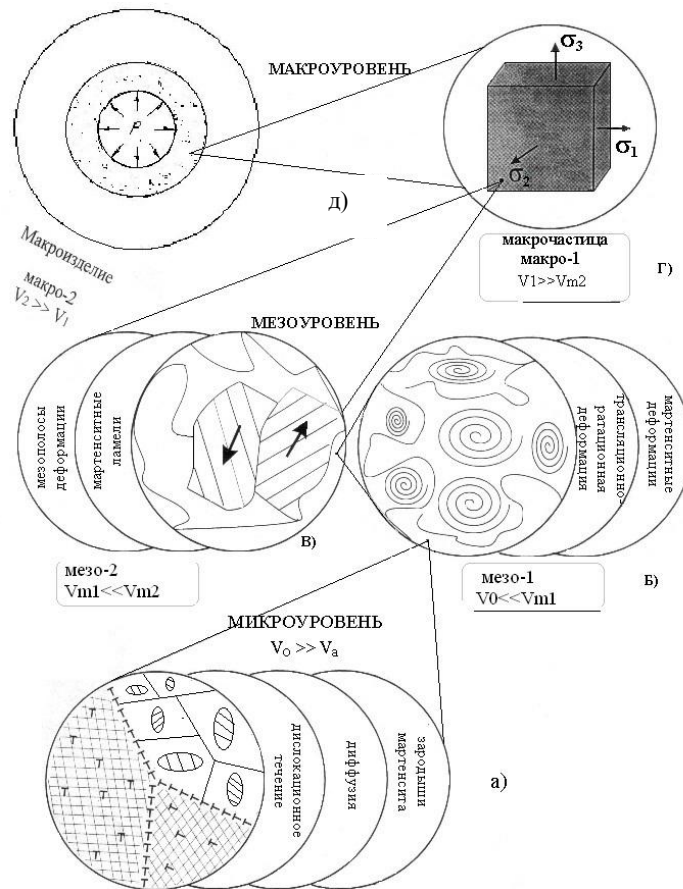 МАКРОУРОВЕНЬ
σ3
σ1
σ2
P
д)
Макроизделие
макро-2
V2 >> V1
макрочастица
макро-1
V1>>Vm2
Г)
МЕЗОУРОВЕНЬ
мезополосы
деформации
мартенситные
ламели
В)
трансляционно-
ратационная
деформация
мартенситные
деформации
мезо-2
Vm1<<Vm2
мезо-1
V0<<Vm1
Б)
МИКРОУРОВЕНЬ
Vo >> Va
дислокационное
течение
диффузия
зародыши
мартенсита
а)